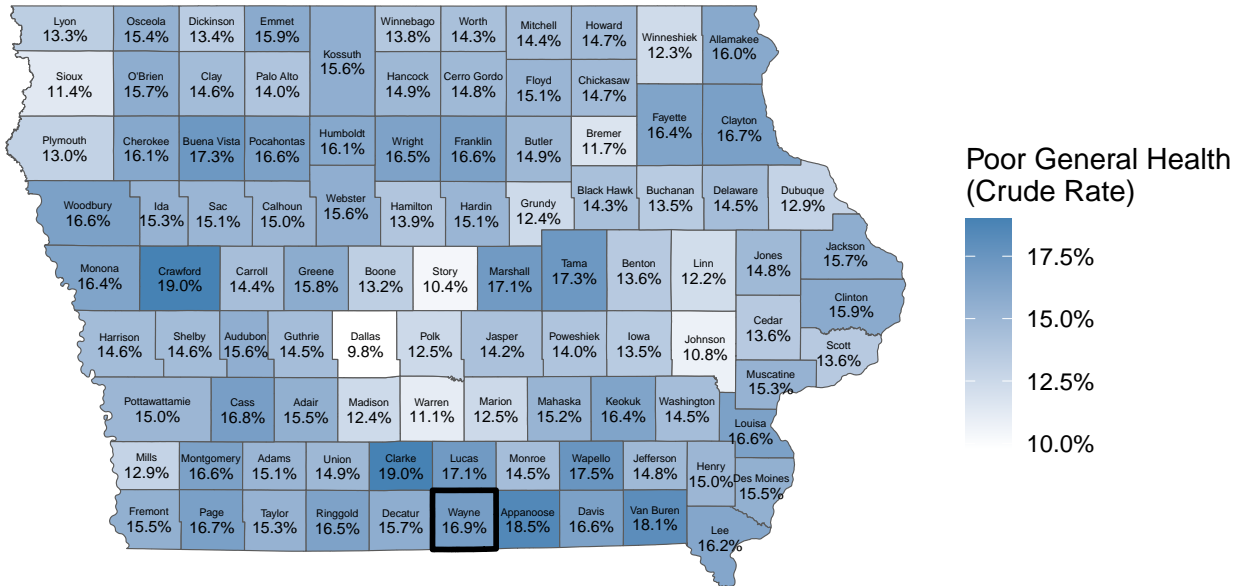 Lyon
13.3%
Osceola
15.4%
Dickinson
13.4%
Emmet
15.9%
Kossuth
15.6%
Winnebago
13.8%
Worth
14.3%
Mitchell
14.4%
Howard
14.7%
Winneshiek
12.3%
Allamakee
16.0%
Sioux
11.4%
O'Brien
15.7%
Clay
14.6%
Palo Alto
14.0%
Hancock
14.9%
Cerro Gordo
14.8%
Floyd
15.1%
Chickasaw
14.7%
Fayette
16.4%
Clayton
16.7%
Plymouth
13.0%
Cherokee
16.1%
Buena Vista
17.3%
Pocahontas
16.6%
Humboldt
16.1%
Wright
16.5%
Franklin
16.6%
Butler
14.9%
Bremer
11.7%
Woodbury
16.6%
Ida
15.3%
Sac
15.1%
Calhoun
15.0%
Webster
15.6%
Hamilton
13.9%
Hardin
15.1%
Grundy
12.4%
Black Hawk
14.3%
Buchanan
13.5%
Delaware
14.5%
Dubuque
12.9%
Monona
16.4%
Crawford
19.0%
Carroll
14.4%
Greene
15.8%
Boone
13.2%
Story
10.4%
Marshall
17.1%
Tama
17.3%
Benton
13.6%
Linn
12.2%
Jones
14.8%
Jackson
15.7%
Clinton
15.9%
Harrison
14.6%
Shelby
14.6%
Audubon
15.6%
Guthrie
14.5%
Dallas
9.8%
Polk
12.5%
Jasper
14.2%
Poweshiek
14.0%
Iowa
13.5%
Johnson
10.8%
Cedar
13.6%
Scott
13.6%
Muscatine
15.3%
Pottawattamie
15.0%
Cass
16.8%
Adair
15.5%
Madison
12.4%
Warren
11.1%
Marion
12.5%
Mahaska
15.2%
Keokuk
16.4%
Washington
14.5%
Louisa
16.6%
Mills
12.9%
Montgomery
16.6%
Adams
15.1%
Union
14.9%
Clarke
19.0%
Lucas
17.1%
Monroe
14.5%
Wapello
17.5%
Jefferson
14.8%
Henry
15.0%
Des Moines
15.5%
Fremont
15.5%
Page
16.7%
Taylor
15.3%
Ringgold
16.5%
Decatur
15.7%
Wayne
16.9%
Appanoose
18.5%
Davis
16.6%
Van Buren
18.1%
Lee
16.2%
Poor General Health
(Crude Rate)
17.5%
15.0%
12.5%
10.0%